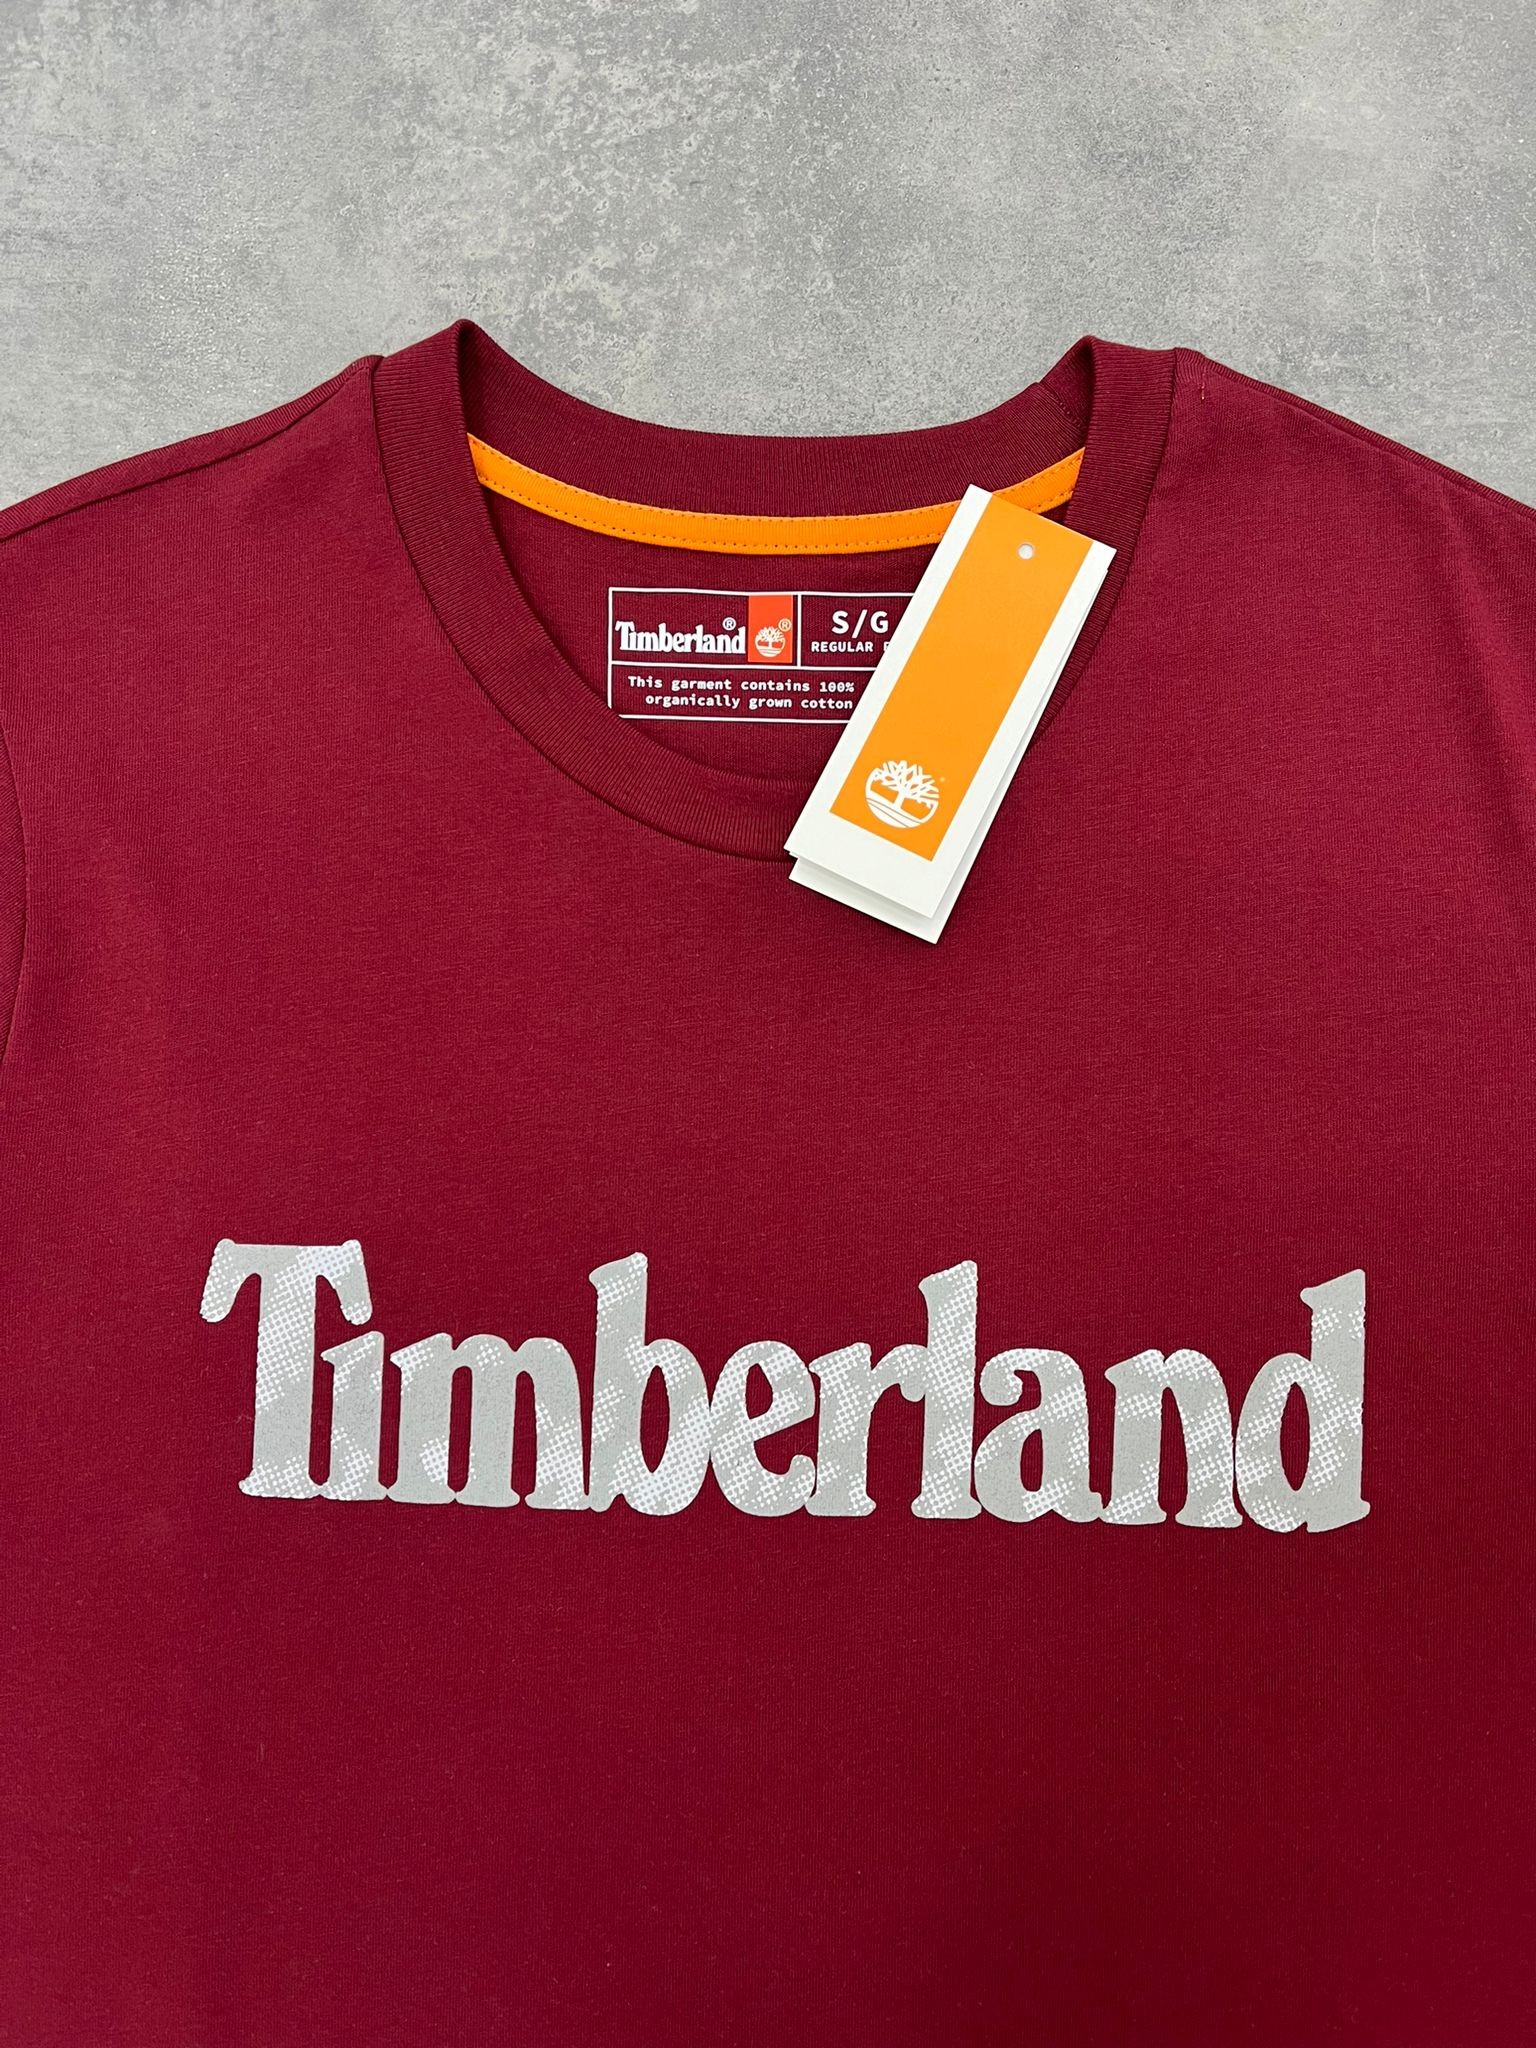 Timberland® ® S/G
REGULAR
This garment contains 100%
organically grown cotton
Timberland